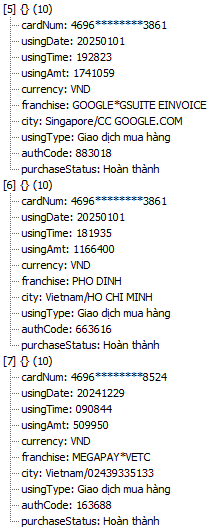 [5] {} (10)
cardNum: 4696********3861
usingDate: 20250101
usingTime: 192823
usingAmt: 1741059
currency: VND
franchise: GOOGLE*GSUITE EINVOICE
city: Singapore/CC GOOGLE.COM
usingType: Giao dịch mua hàng
authCode: 883018
purchaseStatus: Hoàn thành
[6] {} (10)
cardNum: 4696********3861
usingDate: 20250101
usingTime: 181935
usingAmt: 1166400
currency: VND
franchise: PHO DINH
city: Vietnam/HO CHI MINH
usingType: Giao dịch mua hàng
authCode: 663616
purchaseStatus: Hoàn thành
[7] {} (10)
cardNum: 4696********8524
usingDate: 20241229
usingTime: 090844
usingAmt: 509950
currency: VND
franchise: MEGAPAY*VETC
city: Vietnam/02439335133
usingType: Giao dịch mua hàng
authCode: 163688
purchaseStatus: Hoàn thành